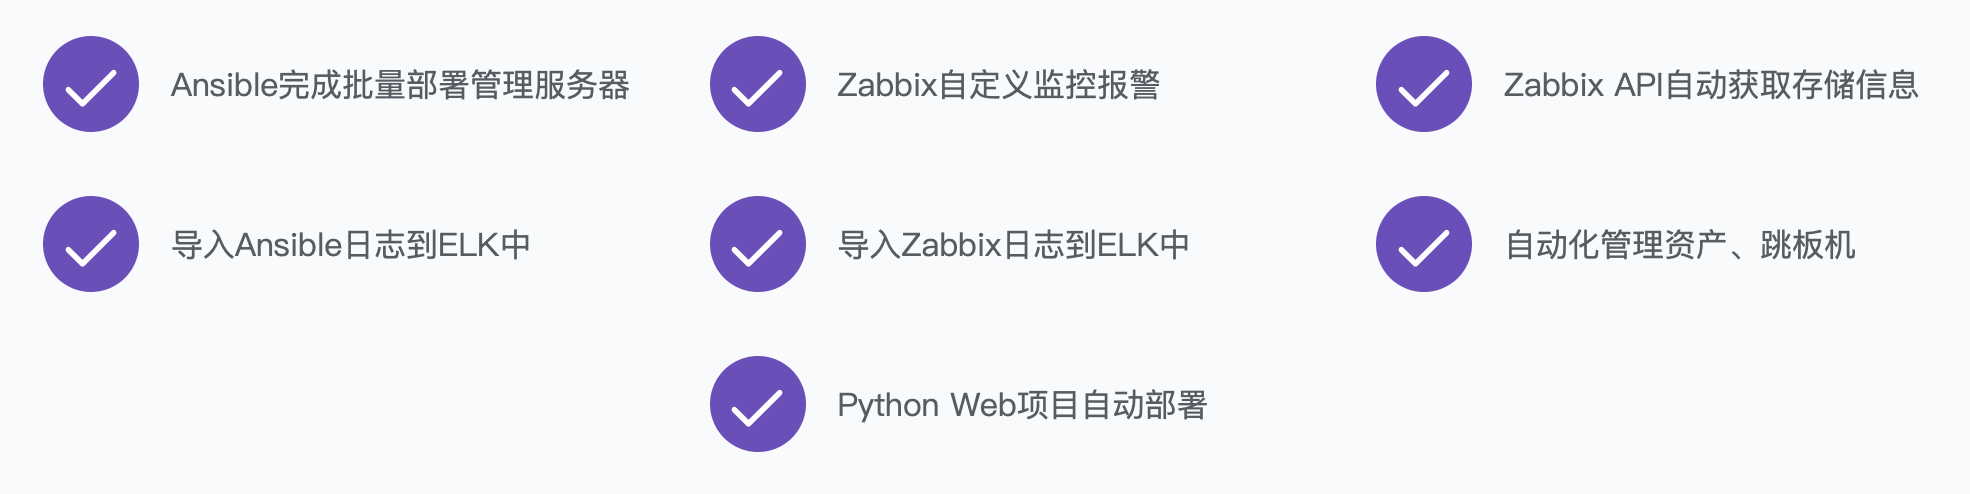 Ansible完成批量部署管理服务器
Zabbix自定义监控报警
Zabbix API自动获取存储信息
导入Ansible日志到ELK中
导入Zabbix日志到ELK中
自动化管理资产、跳板机
Python Web项目自动部署